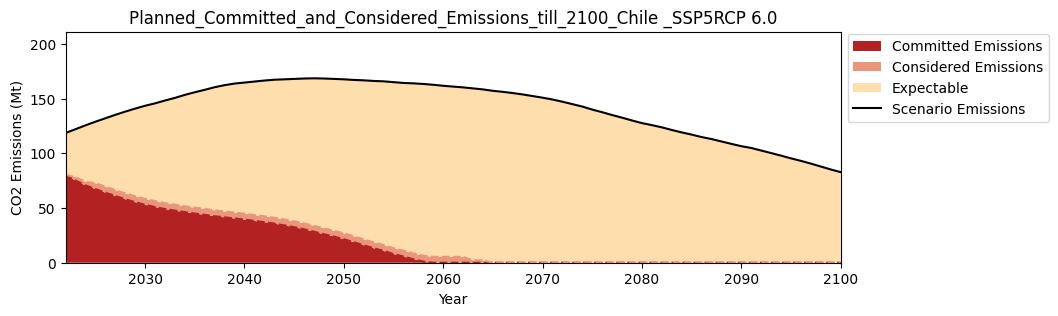 Planned_Committed_and_Considered_Emissions_till_2100_Chile _SSP5RCP 6.0
200
150
100
50
0
CO2 Emissions (Mt)
2030 2040 2050 2060 2070 2080 2090 2100
Year
Committed Emissions
Considered Emissions
Expectable
Scenario Emissions